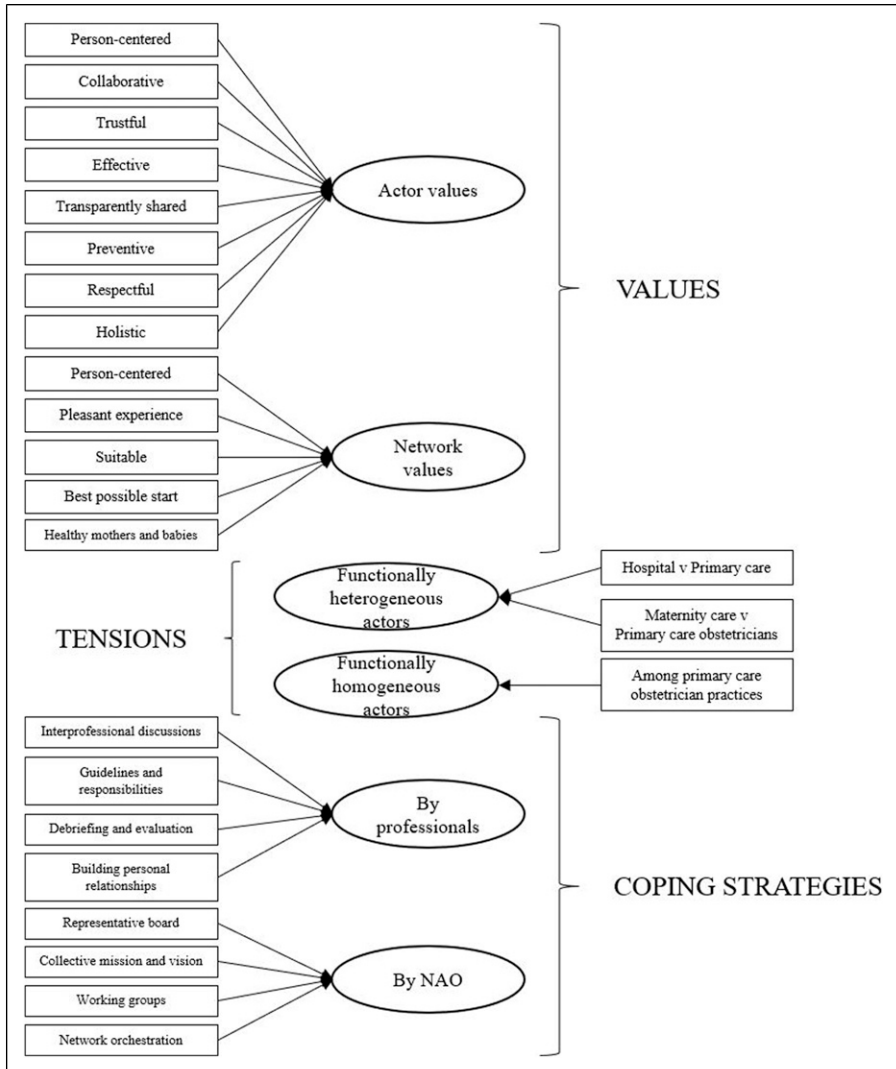 Person-centered
Collaborative
Trustful
Effective
Transparently shared
Preventive
Respectful
Holistic
Actor values
Person-centered
Pleasant experience
Suitable
Best possible start
Healthy mothers and babies
Network
values
VALUES
TENSIONS
Functionally
heterogeneous
actors
Functionally
homogeneous
actors
Hospital v Primary care
Maternity care v
Primary care obstetricians
Among primary care
obstetrician practices
Interprofessional discussions
Guidelines and
responsibilities
Debriefing and evaluation
Building personal
relationships
By
professionals
Representative board
Collective mission and vision
Working groups
Network orchestration
By NAO
COPING STRATEGIES